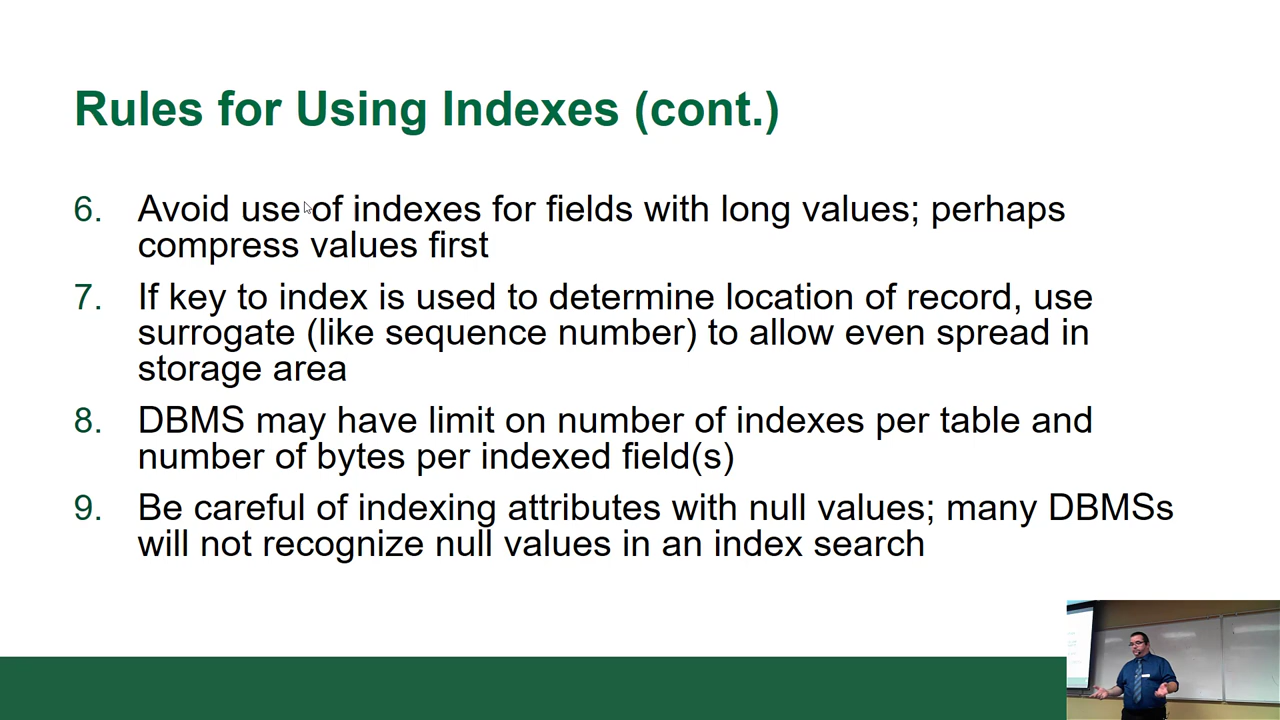 Rules for Using Indexes (cont.)
6. Avoid use of indexes for fields with long values; perhaps
compress values first
7. If key to index is used to determine location of record, use
surrogate (like sequence number) to allow even spread in
storage area
8. DBMS may have limit on number of indexes per table and
number of bytes per indexed field(s)
9. Be careful of indexing attributes with null values; many DBMSs
will not recognize null values in an index search